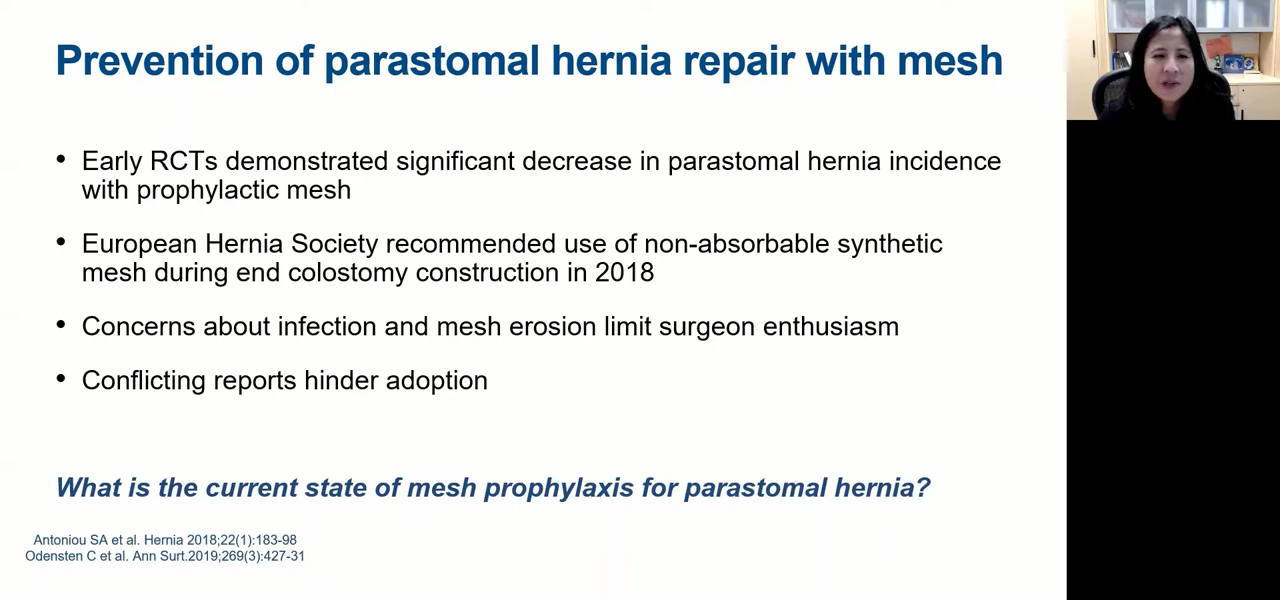 Prevention of parastomal hernia repair with mesh
• Early RCTs demonstrated significant decrease in parastomal hernia incidence
with prophylactic mesh
• European Hernia Society recommended use of non-absorbable synthetic
mesh during end colostomy construction in 2018
• Concerns about infection and mesh erosion limit surgeon enthusiasm
• Conflicting reports hinder adoption
What is the current state of mesh prophylaxis for parastomal hernia?
Antoniou SA et al. Hernia 2018;22(1):183-98
Odensten C et al. Ann Surt.2019;269(3):427-31